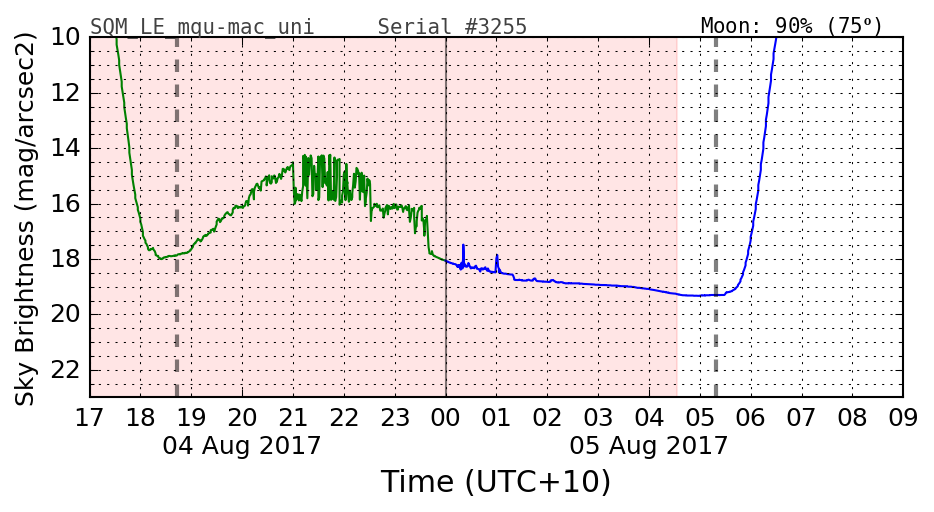 SQM_LE_mqu-mac_uni Serial #3255 Moon: 90% (75°)
Sky Brightness (mag/arcsec2)
10
12
14
16
18
20
22
17 18 19 20 21 22 23 00 01 02 03 04 05 06 07 08 09
04 Aug 2017 05 Aug 2017
Time (UTC+10)